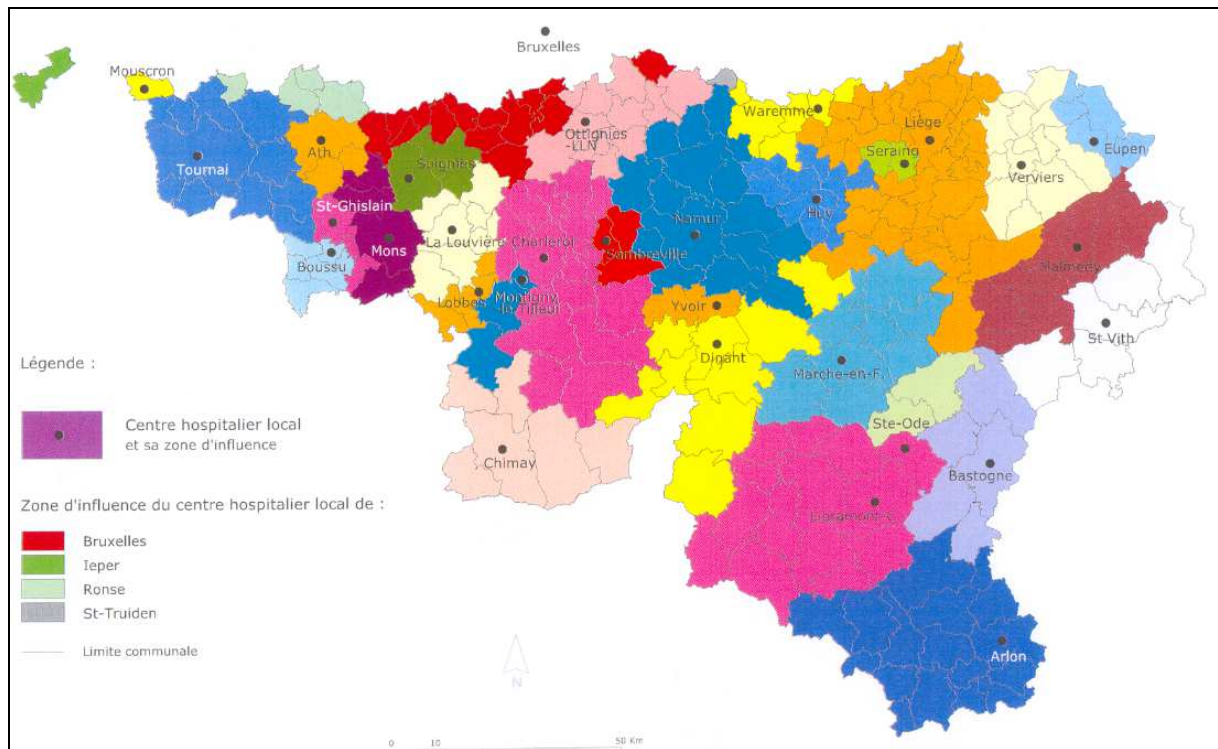 Bruxelles
Mouscron
Waremme
Liège
Ottignies
-LLN
Ath
Seraing
Eupen
Tournai
Soignies
Verviers
St-Ghislain
Huy
Namur
Mons
La Louvière
Charleroi
Sambreville
Malmedy
Boussu
Lobbes
Montigny
-le-Tilleul
Yvoir
St Vith
Dinant
Marche-en-F.
Légende :
Centre hospitalier local
et sa zone d'influence
Ste-Ode
Chimay
Bastogne
Libramont-C.
Zone d'influence du centre hospitalier local de :
Bruxelles
Ieper
Ronse
St-Truiden
Limite communale
N
Arlon
0 10 50 Km